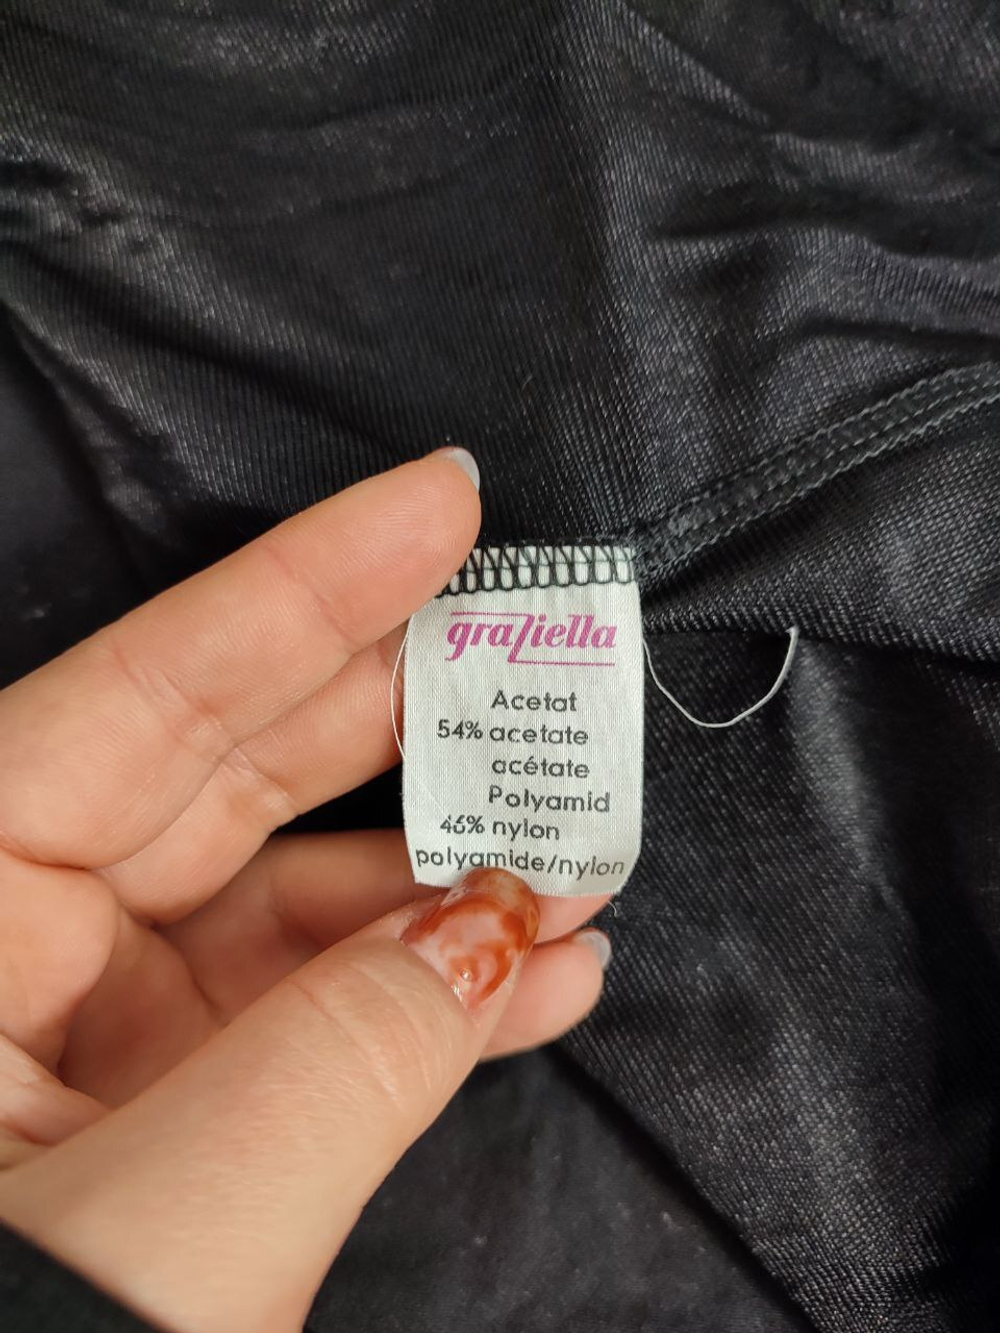 graziella
Acetat
54% acetate
acétate
Polyamid
46% nylon
polyamide/nylon